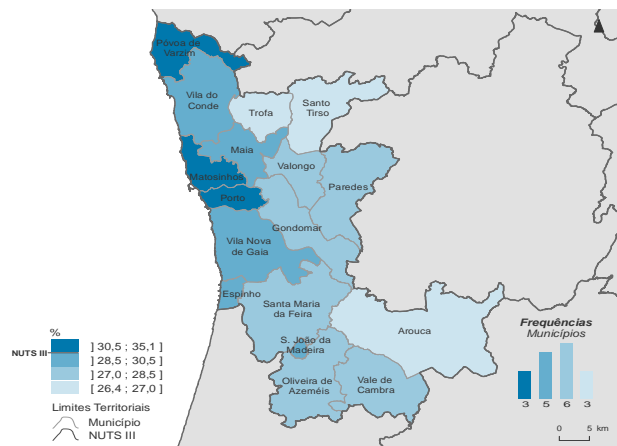 Póvoa de
Varzim
Vila do
Conde
Trofa
Santo
Tirso
Maia
Valongo
Matosinhos
Paredes
Porto
Gondomar
Vila Nova
de Gaia
Espinho
Santa Maria
da Feira
Arouca
S. João da
Madeira
Oliveira de
Azeméis
Vale de
Cambra
%
] 30,5 ; 35,1 ]
NUTS III
] 28,5 ; 30,5 ]
] 27,0 ; 28,5 ]
[ 26,4 ; 27,0 ]
Limites Territoriais
Município
NUTS III
Frequências
Municípios
3 5 6 3
0 5 km